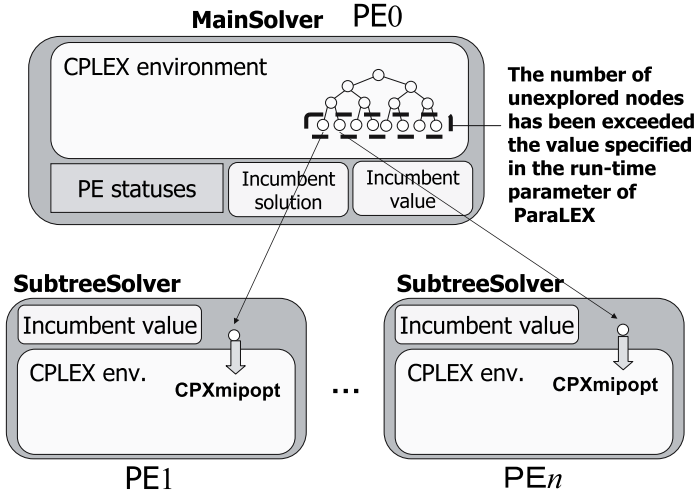 MainSolver PE0
CPLEX environment
The number of
unexplored nodes
has been exceeded
the value specified
in the run-time
parameter of
ParaLEX
PE statuses
Incumbent
solution
Incumbent
value
SubtreeSolver
Incumbent value
CPLEX env.
CPXmipopt
PE1
...
SubtreeSolver
Incumbent value
CPLEX env.
CPXmipopt
PEn